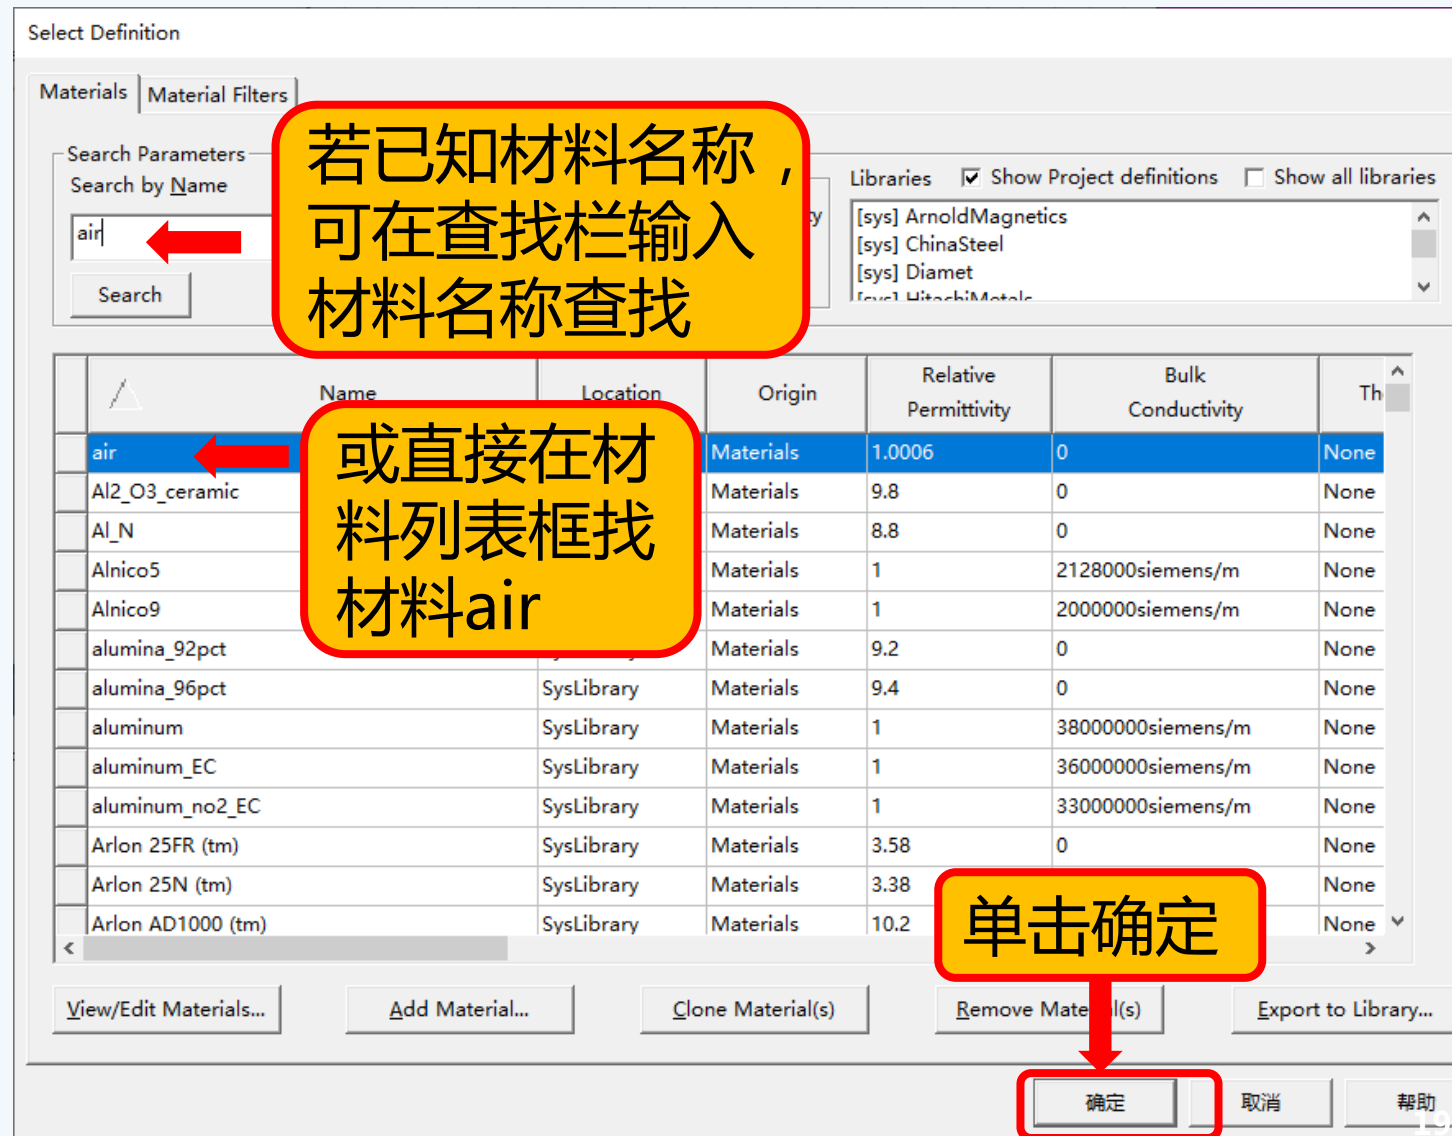 Select Definition
Materials
Material Filters
Search Parameters
Search by Name
air
Search
若已知材料名称，
可在查找栏输入
材料名称查找
Libraries
Show Project definitions
Show all libraries
[sys] ArnoldMagnetics
[sys] ChinaSteel
[sys] Diamet
[sys] HitachiMetals
Name Location Origin Relative Permittivity Bulk Conductivity
air Materials 1.0006 0 None
Al2_O3_ceramic Materials 9.8 0 None
Al_N Materials 8.8 0 None
Alnico5 Materials 1 2128000siemens/m None
Alnico9 Materials 1 2000000siemens/m None
alumina_92pct Materials 9.2 0 None
alumina_96pct SysLibrary Materials 9.4 0 None
aluminum SysLibrary Materials 1 38000000siemens/m None
aluminum_EC SysLibrary Materials 1 36000000siemens/m None
aluminum_no2_EC SysLibrary Materials 1 33000000siemens/m None
Arlon 25FR (tm) SysLibrary Materials 3.58 0 None
Arlon 25N (tm) SysLibrary Materials 3.38 None
Arlon AD1000 (tm) SysLibrary Materials 10.2 None
或直接在材
料列表框找
材料air
单击确定
View/Edit Materials...
Add Material...
Clone Material(s)
Remove Material(s)
Export to Library...
确定
取消
帮助
19